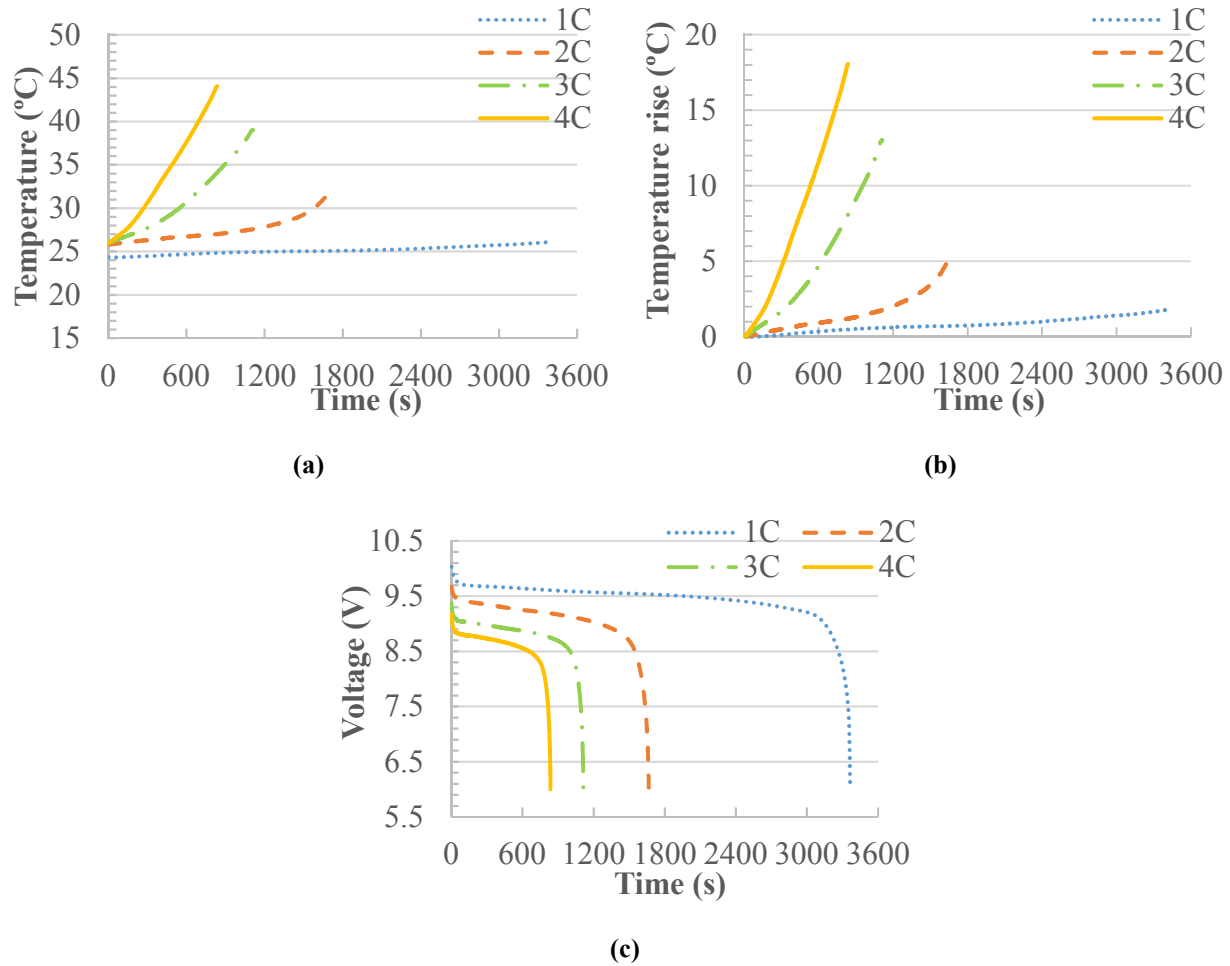 Temperature (ºC)
50
45
40
35
30
25
20
15
0 600 1200 1800 2400 3000 3600
Time (s)
1C
2C
3C
4C
(a)
Temperature rise (ºC)
20
15
10
5
0
0 600 1200 1800 2400 3000 3600
Time (s)
1C
2C
3C
4C
(b)
1C 2C
3C 4C
Voltage (V)
10.5
9.5
8.5
7.5
6.5
5.5
0 600 1200 1800 2400 3000 3600
Time (s)
(c)